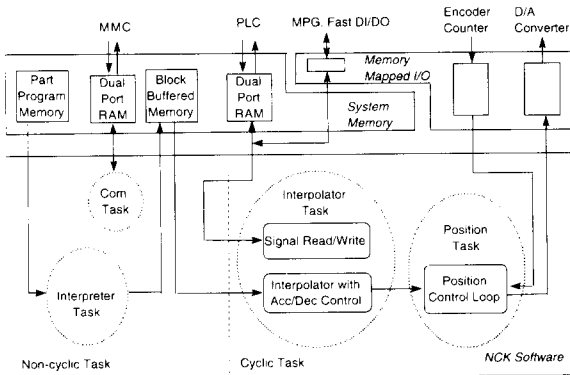 MMC
PLC
MPG. Fast DI/DO
Encoder
Counter
D/A
Converter
Part
Program
Memory
Dual
Port
RAM
Block
Buffered
Memory
Dual
Port
RAM
Memory
Mapped I/O
System
Memory
Com
Task
Interpolator
Task
Signal Read/Write
Position
Task
Interpreter
Task
Interpolator with
Acc/Dec Control
Position
Control Loop
Non-cyclic Task
Cyclic Task
NCK Software